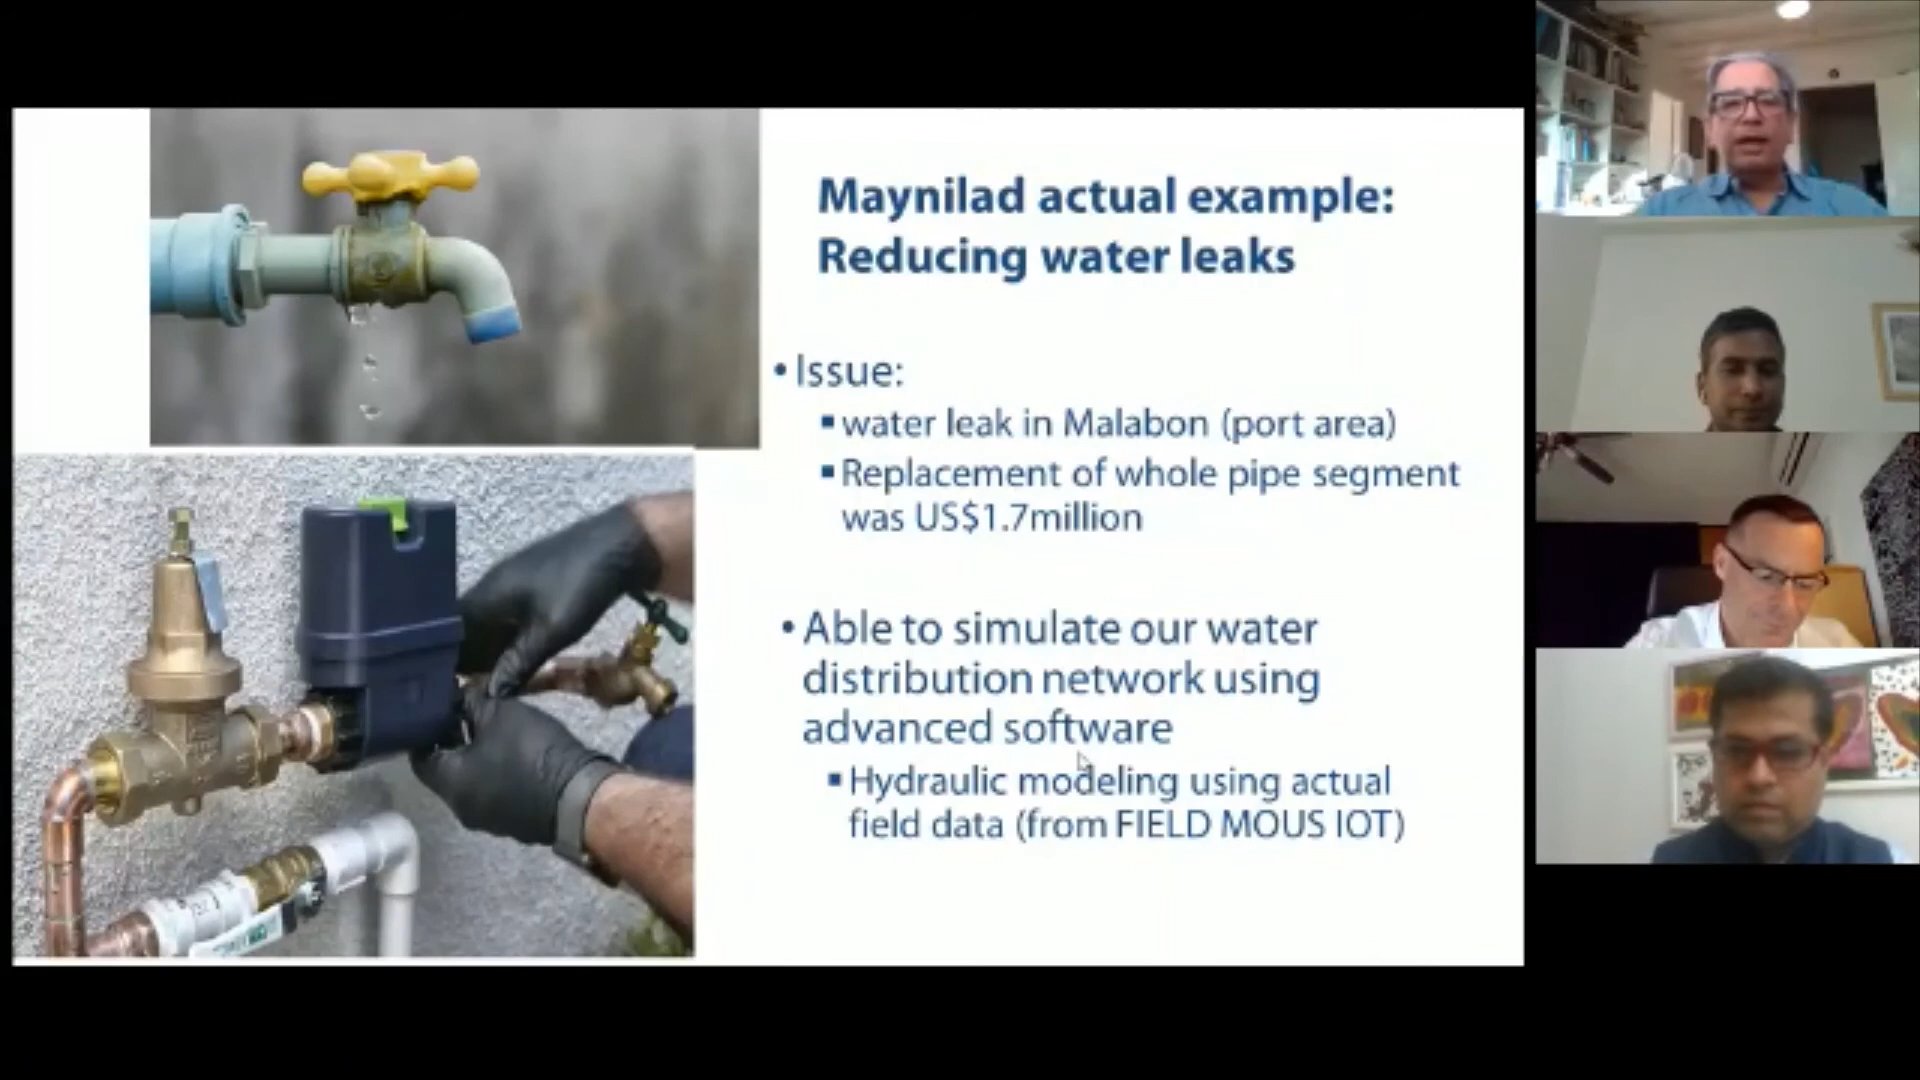 Maynilad actual example:
Reducing water leaks
• Issue:
▪ water leak in Malabon (port area)
▪ Replacement of whole pipe segment
was US$1.7million
• Able to simulate our water
distribution network using
advanced software
▪ Hydraulic modeling using actual
field data (from FIELD MOUS IOT)